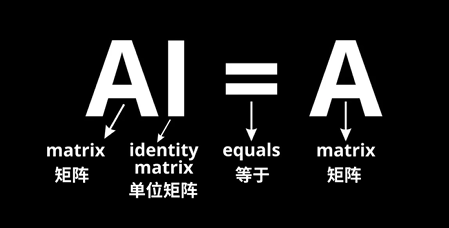 AI = A
matrix identity matrix equals matrix
矩阵 单位矩阵 等于 矩阵